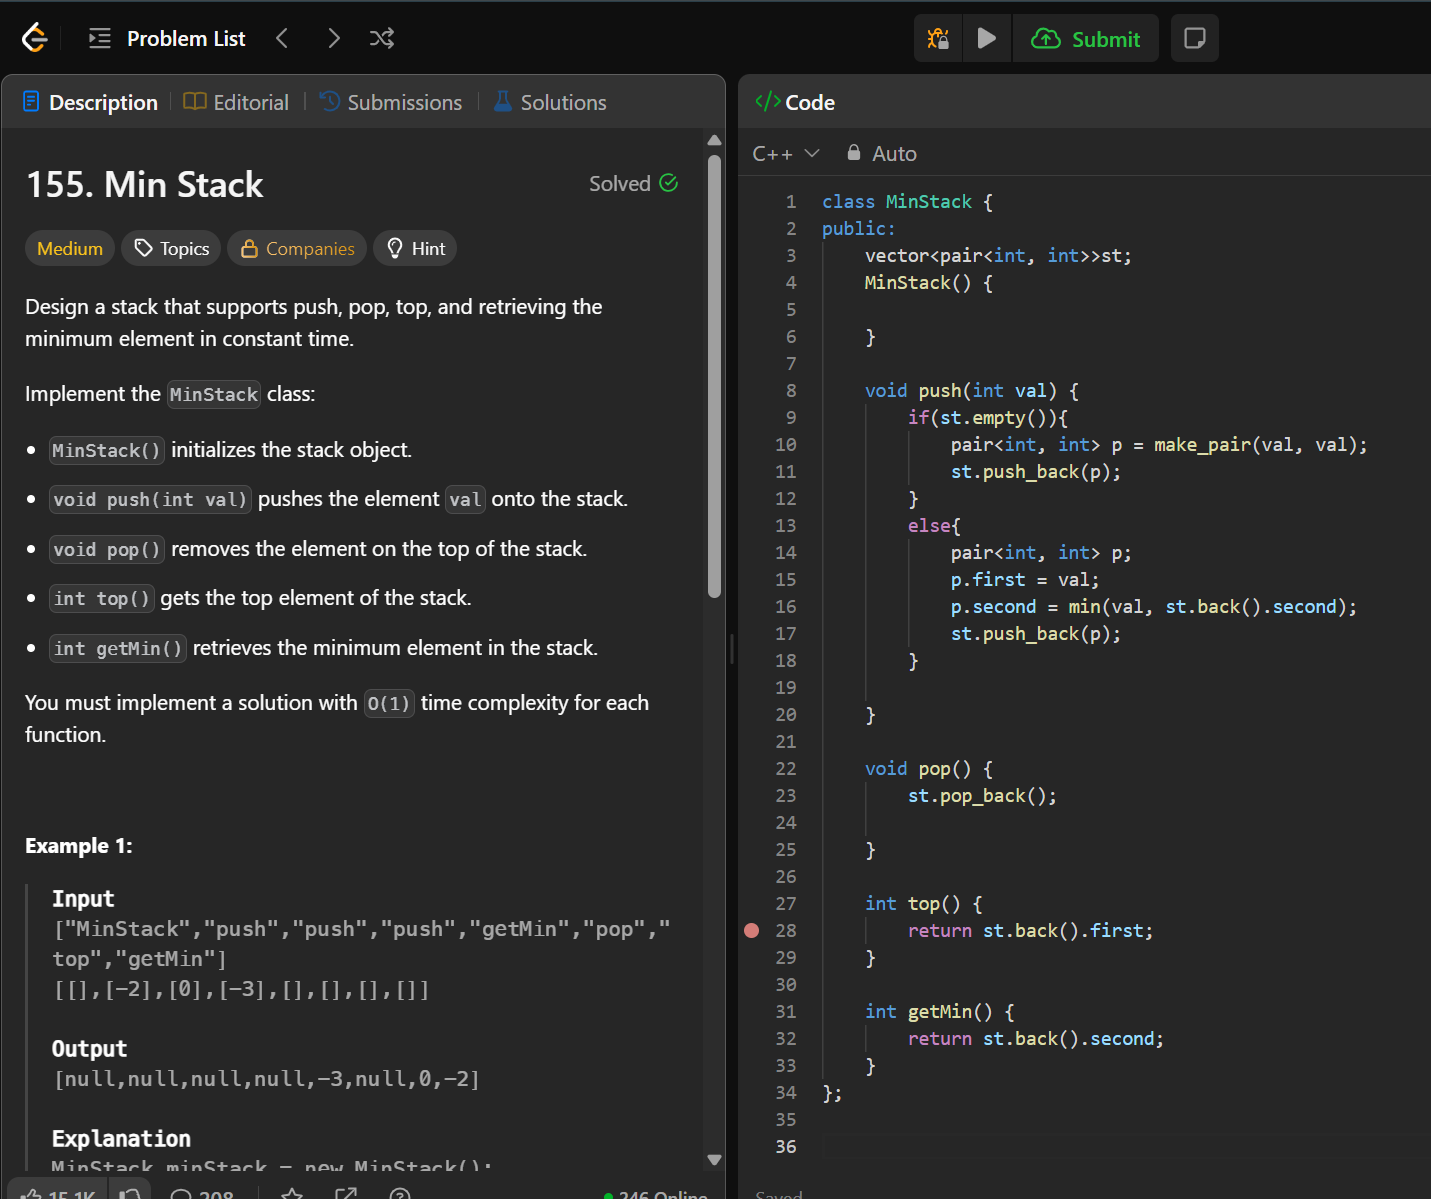 Problem List
Submit
Description
Editorial
Submissions
Solutions
155. Min Stack
Solved
Medium
Topics
Companies
Hint
Design a stack that supports push, pop, top, and retrieving the
minimum element in constant time.
Implement the MinStack class:
• MinStack() initializes the stack object.
• void push(int val) pushes the element val onto the stack.
• void pop() removes the element on the top of the stack.
• int top() gets the top element of the stack.
• int getMin() retrieves the minimum element in the stack.
You must implement a solution with O(1) time complexity for each
function.
Example 1:
Input
["MinStack","push","push","push","getMin","pop","
top","getMin"]
[[],[-2],[0],[-3],[],[],[],[]]
Output
[null,null,null,null,-3,null,0,-2]
Explanation
MinStack minStack = new MinStack();
15.1K
208
246 Online
</> Code
C++
Auto
1 class MinStack {
2 public:
3     vector<pair<int, int>>st;
4     MinStack() {
5
6     }
7
8     void push(int val) {
9         if(st.empty()){
10             pair<int, int> p = make_pair(val, val);
11             st.push_back(p);
12         }
13         else{
14             pair<int, int> p;
15             p.first = val;
16             p.second = min(val, st.back().second);
17             st.push_back(p);
18         }
19
20     }
21
22     void pop() {
23         st.pop_back();
24
25     }
26
27     int top() {
28         return st.back().first;
29     }
30
31     int getMin() {
32         return st.back().second;
33     }
34 };
35
36
Saved